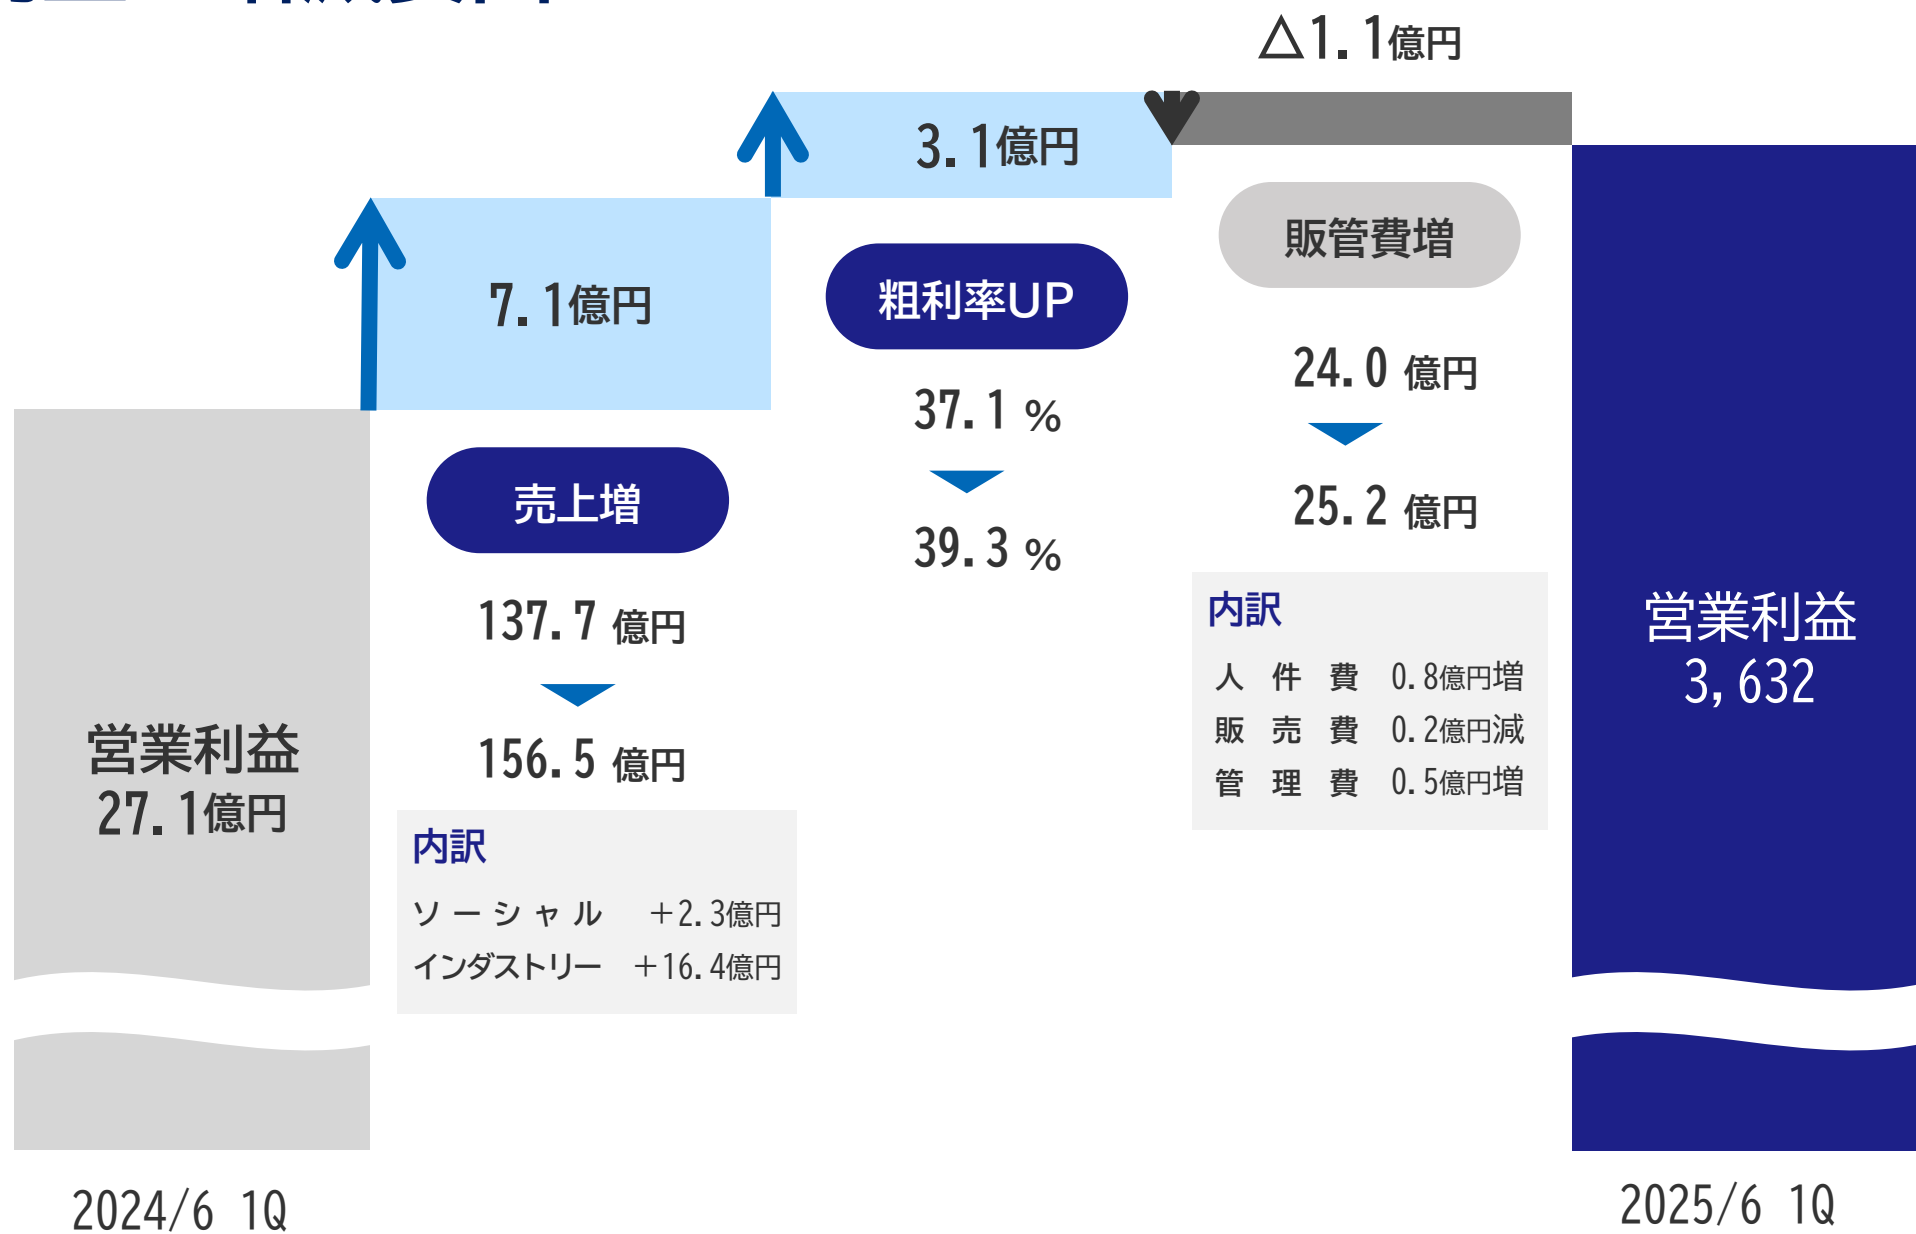 △1.1億円
3.1億円
7.1億円
販管費増
粗利率UP
24.0 億円
37.1 %
25.2 億円
39.3 %
売上増
137.7 億円
156.5 億円
内訳
人件費 0.8億円増
販売費 0.2億円減
管理費 0.5億円増
内訳
ソーシャル ＋2.3億円
インダストリー ＋16.4億円
営業利益
27.1億円
営業利益
3,632
2024/6 1Q
2025/6 1Q